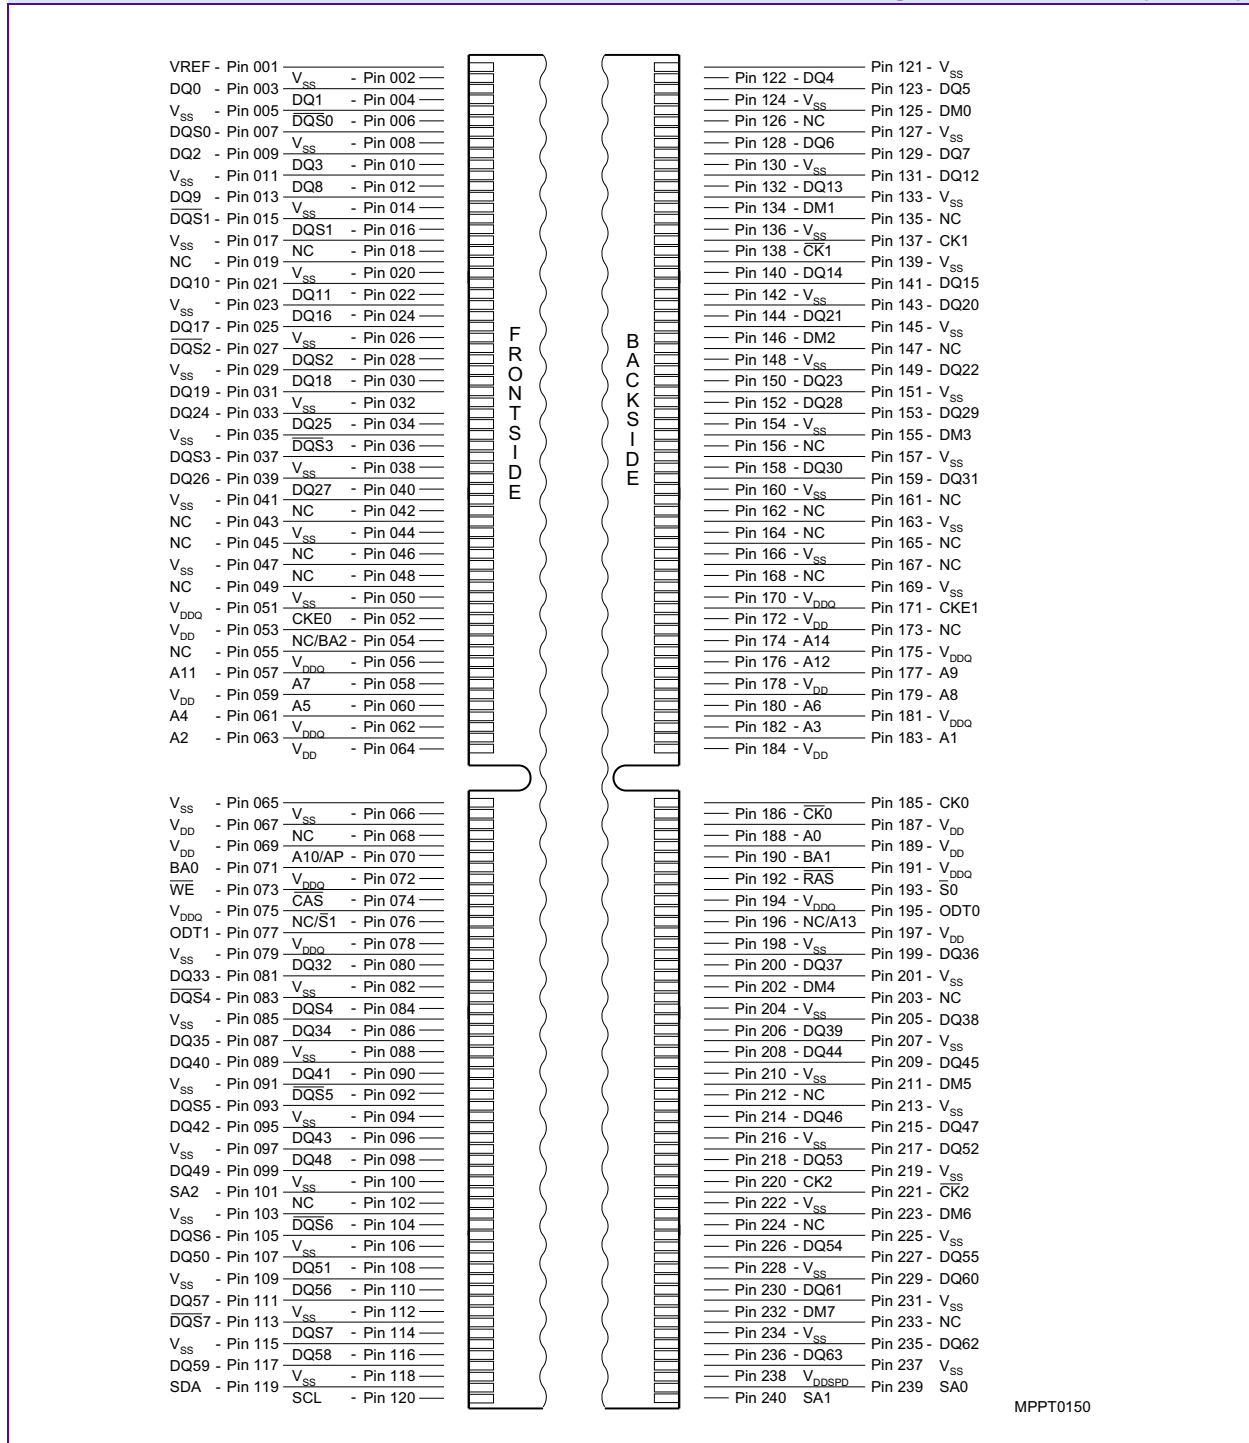 VREF - Pin 001
VSS - Pin 002
DQ0 - Pin 003
DQ1 - Pin 004
VSS - Pin 005
D̅Q̅S̅0 - Pin 006
DQS0 - Pin 007
VSS - Pin 008
DQ2 - Pin 009
DQ3 - Pin 010
VSS - Pin 011
DQ8 - Pin 012
DQ9 - Pin 013
VSS - Pin 014
D̅Q̅S̅1 - Pin 015
DQS1 - Pin 016
VSS - Pin 017
NC - Pin 018
NC - Pin 019
VSS - Pin 020
DQ10 - Pin 021
DQ11 - Pin 022
VSS - Pin 023
DQ16 - Pin 024
DQ17 - Pin 025
VSS - Pin 026
D̅Q̅S̅2 - Pin 027
DQS2 - Pin 028
VSS - Pin 029
DQ18 - Pin 030
DQ19 - Pin 031
VSS - Pin 032
DQ24 - Pin 033
DQ25 - Pin 034
VSS - Pin 035
D̅Q̅S̅3 - Pin 036
DQS3 - Pin 037
VSS - Pin 038
DQ26 - Pin 039
DQ27 - Pin 040
VSS - Pin 041
NC - Pin 042
NC - Pin 043
VSS - Pin 044
NC - Pin 045
NC - Pin 046
VSS - Pin 047
NC - Pin 048
NC - Pin 049
VSS - Pin 050
VDDQ - Pin 051
CKE0 - Pin 052
VDD - Pin 053
NC/BA2 - Pin 054
NC - Pin 055
VDDQ - Pin 056
A11 - Pin 057
A7 - Pin 058
VDD - Pin 059
A5 - Pin 060
A4 - Pin 061
VDDQ - Pin 062
A2 - Pin 063
VDD - Pin 064
VSS - Pin 065
VSS - Pin 066
VDD - Pin 067
NC - Pin 068
VDD - Pin 069
A10/AP - Pin 070
BA0 - Pin 071
VDDQ - Pin 072
W̅E̅ - Pin 073
C̅A̅S̅ - Pin 074
VDDQ - Pin 075
NC/S̅1 - Pin 076
ODT1 - Pin 077
VDDQ - Pin 078
VSS - Pin 079
DQ32 - Pin 080
DQ33 - Pin 081
VSS - Pin 082
D̅Q̅S̅4 - Pin 083
DQS4 - Pin 084
VSS - Pin 085
DQ34 - Pin 086
DQ35 - Pin 087
VSS - Pin 088
DQ40 - Pin 089
DQ41 - Pin 090
VSS - Pin 091
D̅Q̅S̅5 - Pin 092
DQS5 - Pin 093
VSS - Pin 094
DQ42 - Pin 095
DQ43 - Pin 096
VSS - Pin 097
DQ48 - Pin 098
DQ49 - Pin 099
VSS - Pin 100
SA2 - Pin 101
NC - Pin 102
VSS - Pin 103
D̅Q̅S̅6 - Pin 104
DQS6 - Pin 105
VSS - Pin 106
DQ50 - Pin 107
DQ51 - Pin 108
VSS - Pin 109
DQ56 - Pin 110
DQ57 - Pin 111
VSS - Pin 112
D̅Q̅S̅7 - Pin 113
DQS7 - Pin 114
VSS - Pin 115
DQ58 - Pin 116
DQ59 - Pin 117
VSS - Pin 118
SDA - Pin 119
SCL - Pin 120
FRONTSIDE
BACKSIDE
Pin 121 - VSS
Pin 122 - DQ4
Pin 123 - DQ5
Pin 124 - VSS
Pin 125 - DM0
Pin 126 - NC
Pin 127 - VSS
Pin 128 - DQ6
Pin 129 - DQ7
Pin 130 - VSS
Pin 131 - DQ12
Pin 132 - DQ13
Pin 133 - VSS
Pin 134 - DM1
Pin 135 - NC
Pin 136 - VSS
Pin 137 - CK1
Pin 138 - C̅K̅1
Pin 139 - VSS
Pin 140 - DQ14
Pin 141 - DQ15
Pin 142 - VSS
Pin 143 - DQ20
Pin 144 - DQ21
Pin 145 - VSS
Pin 146 - DM2
Pin 147 - NC
Pin 148 - VSS
Pin 149 - DQ22
Pin 150 - DQ23
Pin 151 - VSS
Pin 152 - DQ28
Pin 153 - DQ29
Pin 154 - VSS
Pin 155 - DM3
Pin 156 - NC
Pin 157 - VSS
Pin 158 - DQ30
Pin 159 - DQ31
Pin 160 - VSS
Pin 161 - NC
Pin 162 - NC
Pin 163 - VSS
Pin 164 - NC
Pin 165 - NC
Pin 166 - VSS
Pin 167 - NC
Pin 168 - NC
Pin 169 - VSS
Pin 170 - VDDQ
Pin 171 - CKE1
Pin 172 - VDD
Pin 173 - NC
Pin 174 - A14
Pin 175 - VDDQ
Pin 176 - A12
Pin 177 - A9
Pin 178 - VDD
Pin 179 - A8
Pin 180 - A6
Pin 181 - VDDQ
Pin 182 - A3
Pin 183 - A1
Pin 184 - VDD
Pin 185 - CK0
Pin 186 - C̅K̅0
Pin 187 - VDD
Pin 188 - A0
Pin 189 - VDD
Pin 190 - BA1
Pin 191 - VDDQ
Pin 192 - R̅A̅S̅
Pin 193 - S̅0
Pin 194 - VDDQ
Pin 195 - ODT0
Pin 196 - NC/A13
Pin 197 - VDD
Pin 198 - VSS
Pin 199 - DQ36
Pin 200 - DQ37
Pin 201 - VSS
Pin 202 - DM4
Pin 203 - NC
Pin 204 - VSS
Pin 205 - DQ38
Pin 206 - DQ39
Pin 207 - VSS
Pin 208 - DQ44
Pin 209 - DQ45
Pin 210 - VSS
Pin 211 - DM5
Pin 212 - NC
Pin 213 - VSS
Pin 214 - DQ46
Pin 215 - DQ47
Pin 216 - VSS
Pin 217 - DQ52
Pin 218 - DQ53
Pin 219 - VSS
Pin 220 - CK2
Pin 221 - C̅K̅2
Pin 222 - VSS
Pin 223 - DM6
Pin 224 - NC
Pin 225 - VSS
Pin 226 - DQ54
Pin 227 - DQ55
Pin 228 - VSS
Pin 229 - DQ60
Pin 230 - DQ61
Pin 231 - VSS
Pin 232 - DM7
Pin 233 - NC
Pin 234 - VSS
Pin 235 - DQ62
Pin 236 - DQ63
Pin 237 VSS
Pin 238 VDDSPD
Pin 239 SA0
Pin 240 SA1
MPPT0150